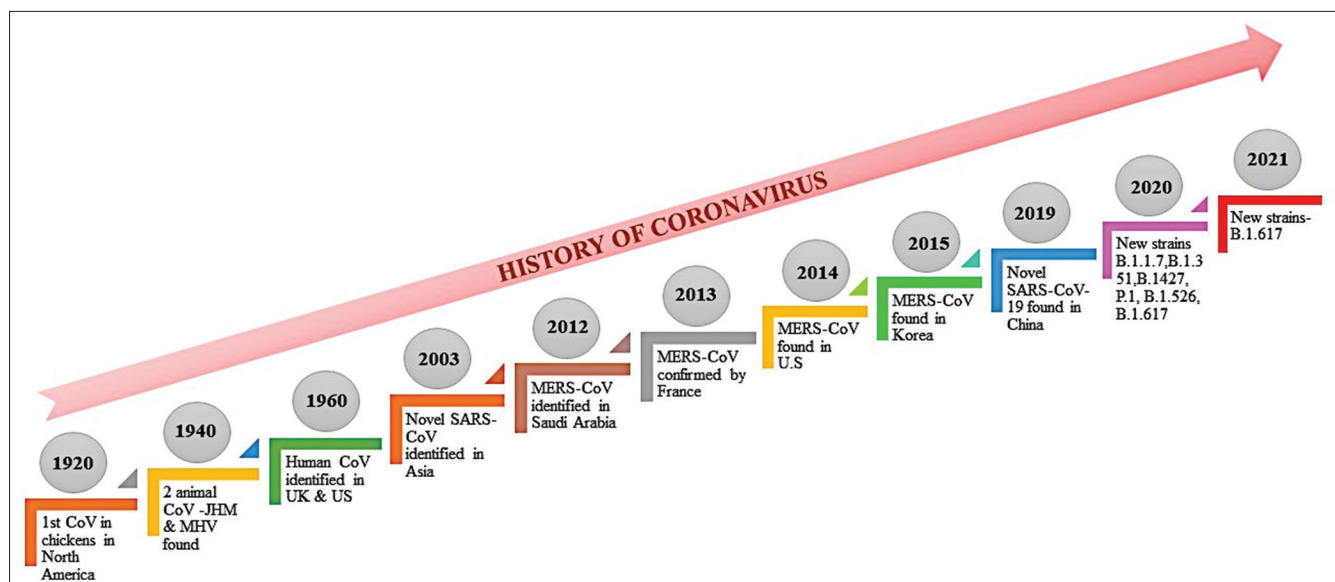 HISTORY OF CORONAVIRUS
1920
1st CoV in
chickens in
North
America
1940
2 animal
CoV -JHM
& MHV
found
1960
Human CoV
identified in
UK & US
2003
Novel SARS-
CoV
identified in
Asia
2012
MERS-CoV
identified in
Saudi Arabia
2013
MERS-CoV
confirmed by
France
2014
MERS-CoV
found in
U.S
2015
MERS-CoV
found in
Korea
2019
Novel
SARS-CoV-
19 found in
China
2020
New strains
B.1.1.7,B.1.3
51,B.1427,
P.1, B.1.526,
B.1.617
2021
New strains-
B.1.617